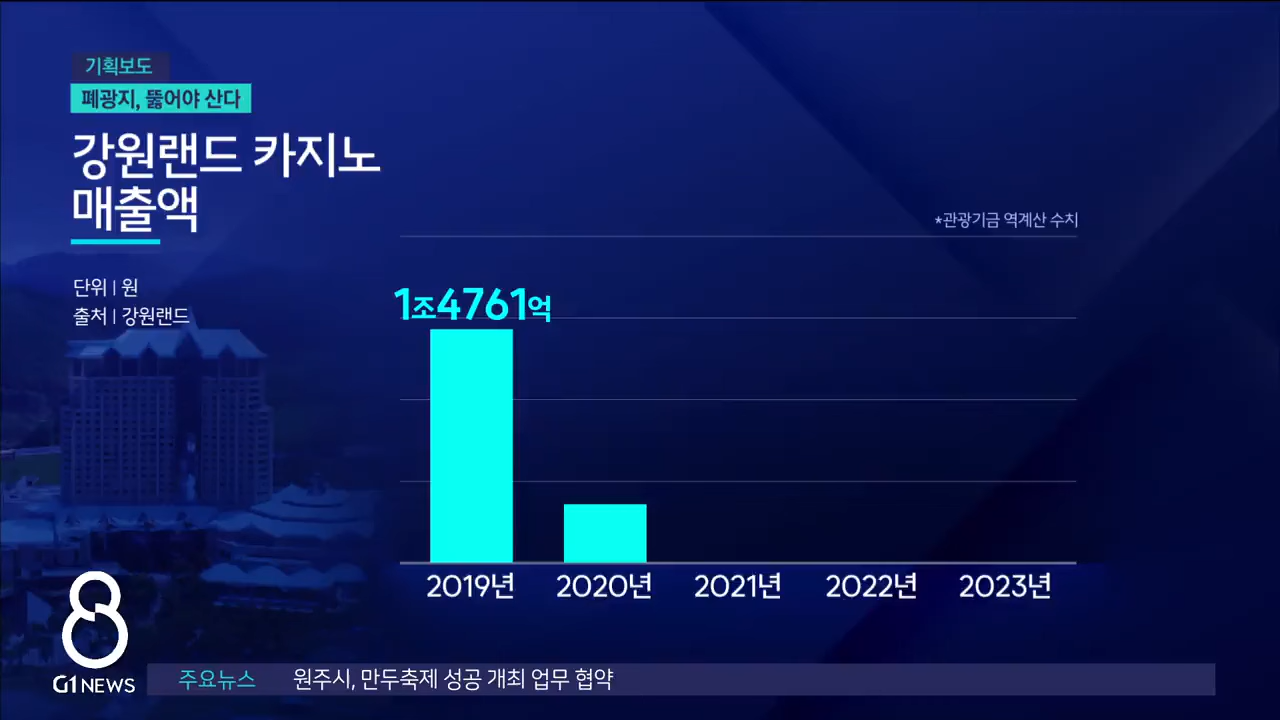 기획보도
폐광지, 뚫어야 산다
강원랜드 카지노
매출액
단위 | 원
출처 | 강원랜드
*관광기금 역계산 수치
1조4761억
2019년 2020년 2021년 2022년 2023년
8
G1 NEWS
주요뉴스 원주시, 만두축제 성공 개최 업무 협약